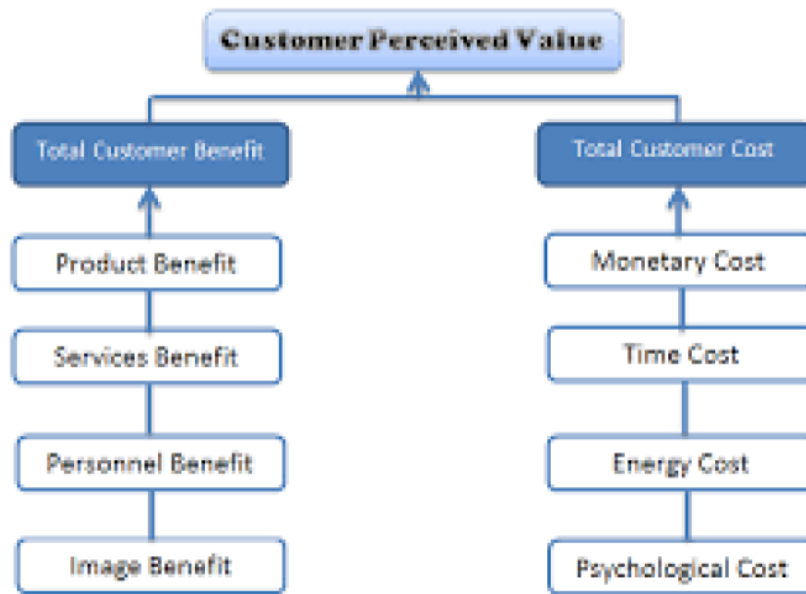 Customer Perceived Value
Total Customer Benefit
Product Benefit
Services Benefit
Personnel Benefit
Image Benefit
Total Customer Cost
Monetary Cost
Time Cost
Energy Cost
Psychological Cost